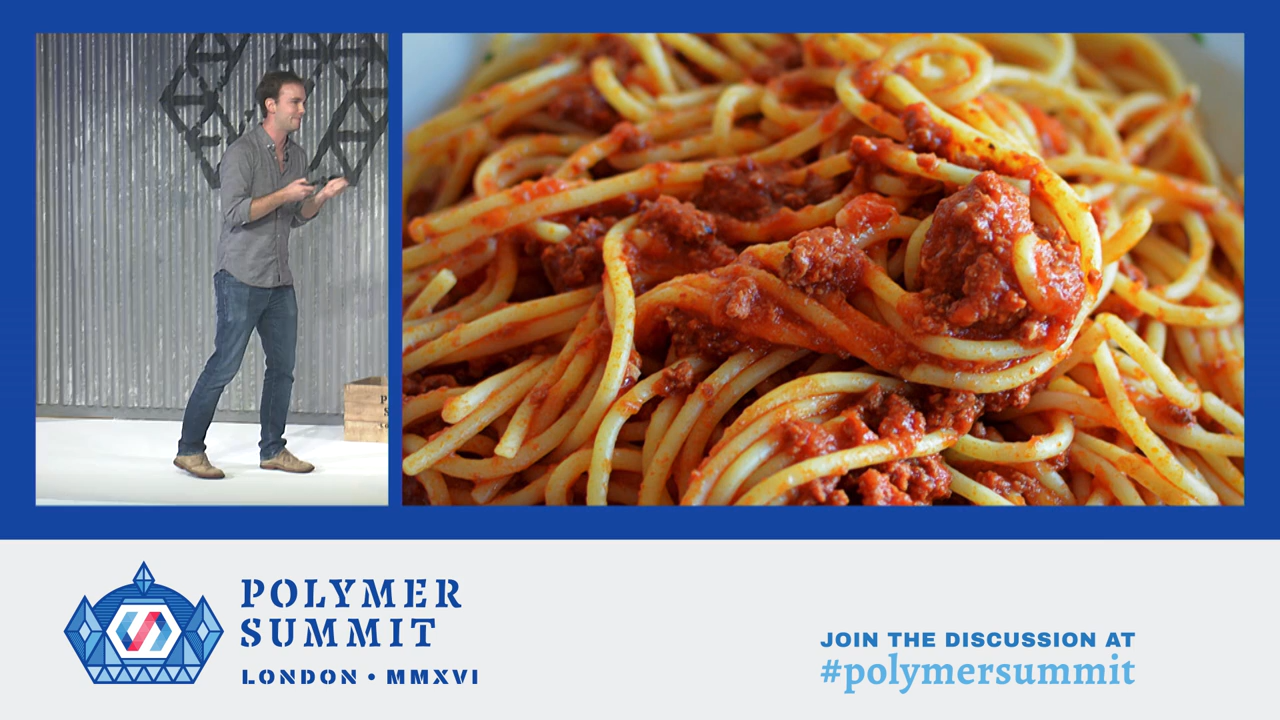 POLYMER
SUMMIT
LONDON • MMXVI
JOIN THE DISCUSSION AT
#polymersummit